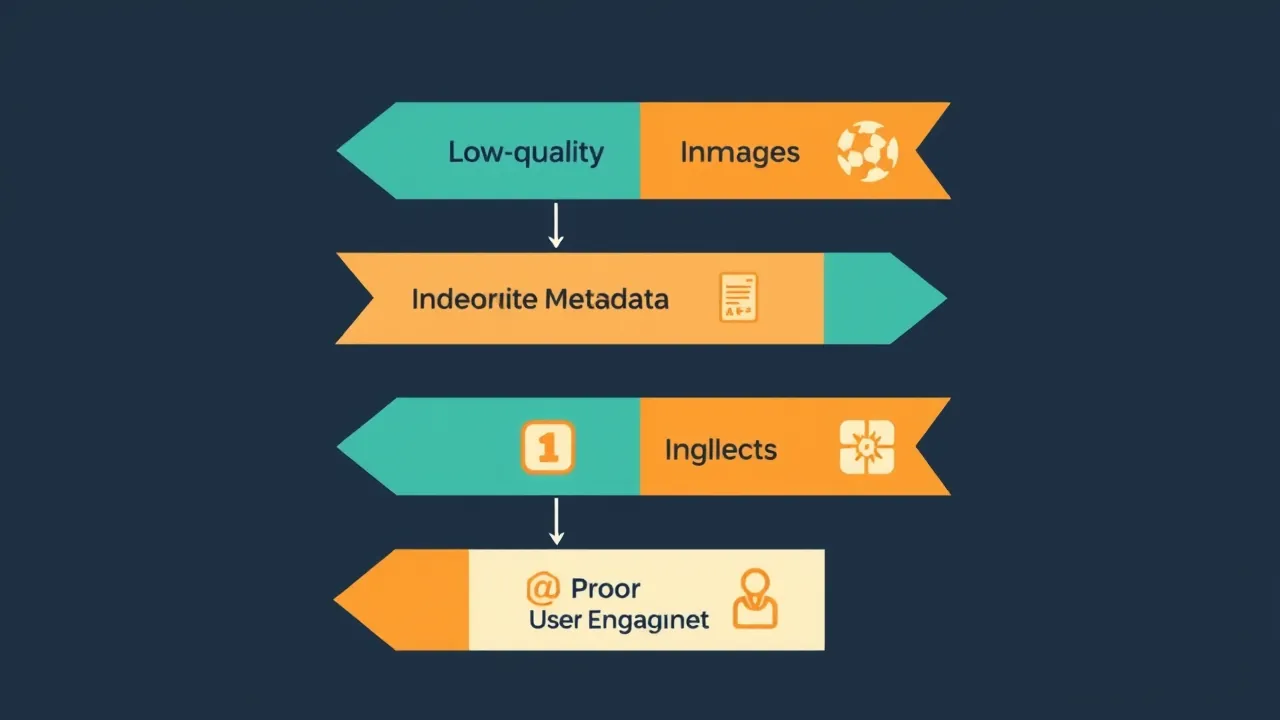 Low-quality Inmages
Indeorite Metadata
1 Ingllects
@ Proor
User Engaginet